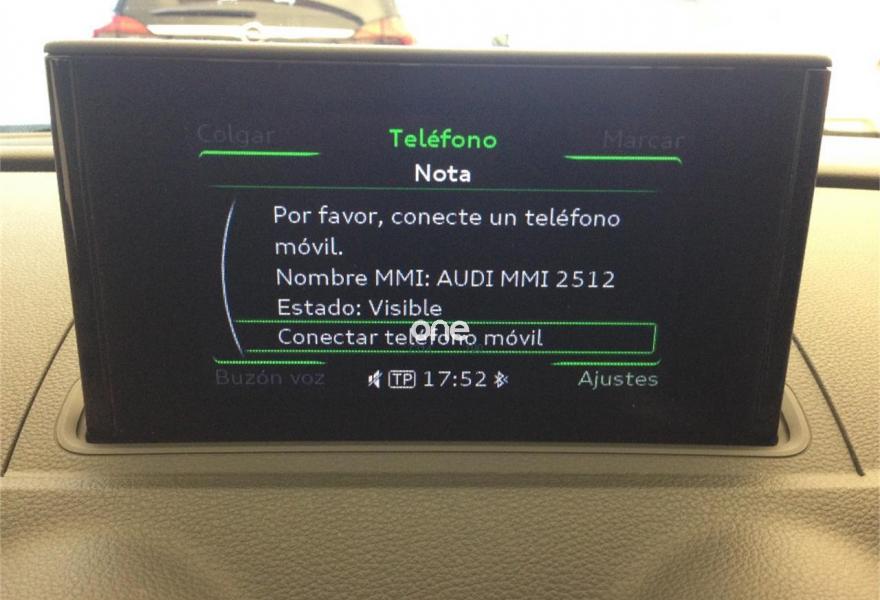 Colgar Teléfono Marcar
Nota
Por favor, conecte un teléfono
móvil.
Nombre MMI: AUDI MMI 2512
Estado: Visible
one
Conectar teléfono móvil
Buzón voz TP 17:52 Ajustes